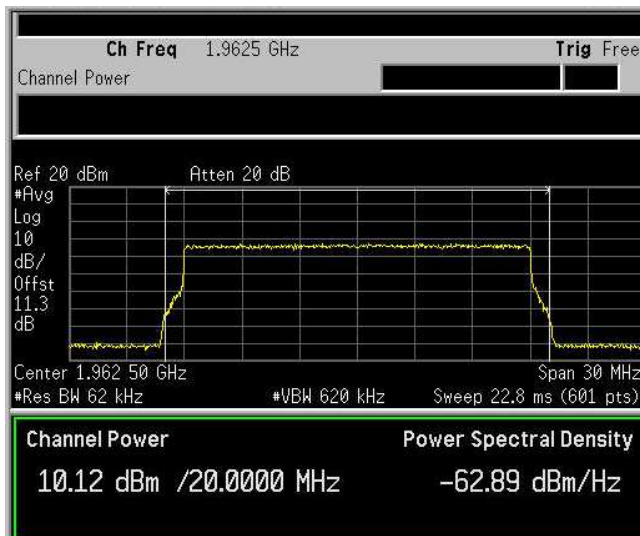 Ch Freq 1.9625 GHz Trig Free
Channel Power
Ref 20 dBm Atten 20 dB
#Avg
Log
10
dB/
Offst
11.3
dB
Center 1.962 50 GHz Span 30 MHz
#Res BW 62 kHz #VBW 620 kHz Sweep 22.8 ms (601 pts)
Channel Power Power Spectral Density
10.12 dBm /20.0000 MHz -62.89 dBm/Hz